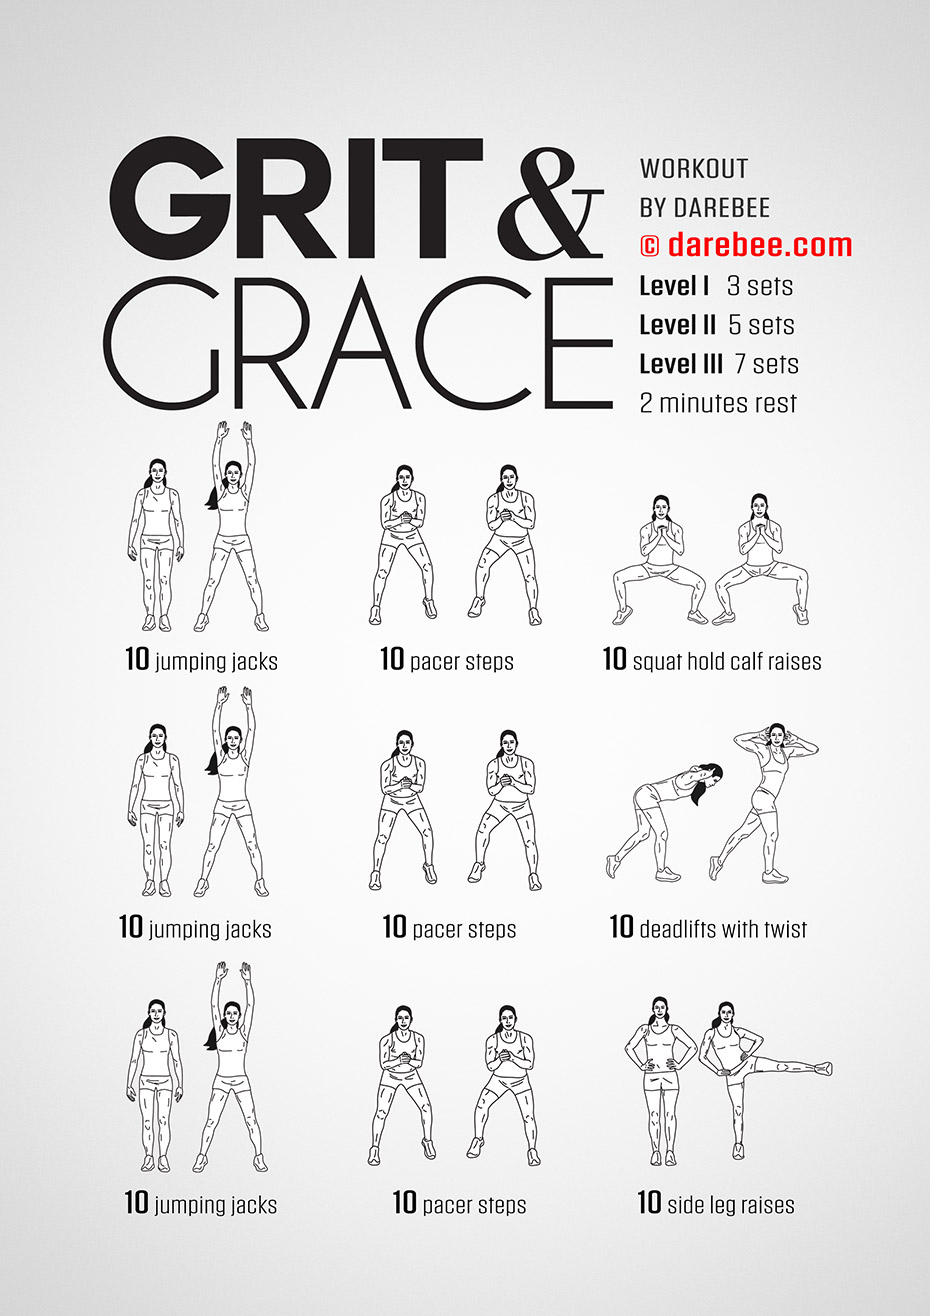 GRIT &
GRACE
WORKOUT
BY DAREBEE
© darebee.com
Level I 3 sets
Level II 5 sets
Level III 7 sets
2 minutes rest
10 jumping jacks
10 pacer steps
10 squat hold calf raises
10 jumping jacks
10 pacer steps
10 deadlifts with twist
10 jumping jacks
10 pacer steps
10 side leg raises